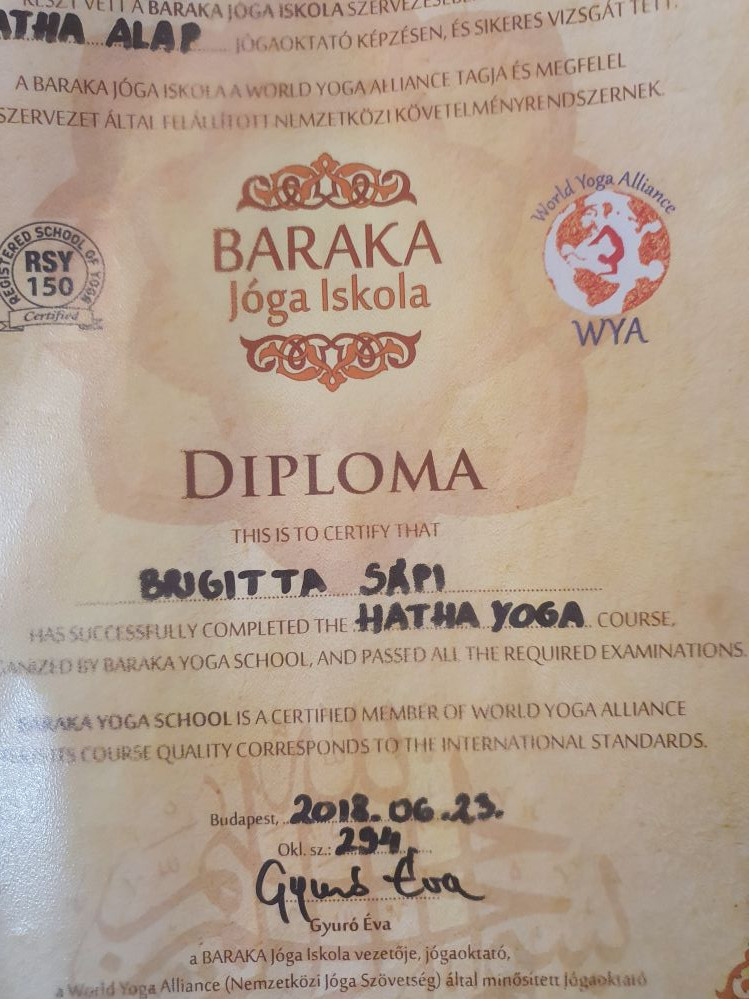 RÉSZT VETT A BARAKA JÓGA ISKOLA
ATHA ALAP JÓGAOKTATÓ KÉPZÉSEN, ÉS SIKERES VIZSGÁT TETT.
A BARAKA JÓGA ISKOLA A WORLD YOGA ALLIANCE TAGJA ÉS MEGFELEL
SZERVEZET ÁLTAL FELÁLLÍTOTT NEMZETKÖZI KÖVETELMÉNYRENDSZERNEK.
REGISTERED SCHOOL OF YOGA
RSY
150
Certified
BARAKA
Jóga Iskola
World Yoga Alliance
WYA
DIPLOMA
THIS IS TO CERTIFY THAT
BRIGITTA SÁPI
HAS SUCCESSFULLY COMPLETED THE HATHA YOGA COURSE,
GANIZED BY BARAKA YOGA SCHOOL, AND PASSED ALL THE REQUIRED EXAMINATIONS.
BARAKA YOGA SCHOOL IS A CERTIFIED MEMBER OF WORLD YOGA ALLIANCE
ITS COURSE QUALITY CORRESPONDS TO THE INTERNATIONAL STANDARDS.
Budapest, 2018.06.23.
Okl. sz.: 294
Gyuró Éva
Gyuró Éva
a BARAKA Jóga Iskola vezetője, jógaoktató,
a World Yoga Alliance (Nemzetközi Jóga Szövetség) által minősített Jógaoktató